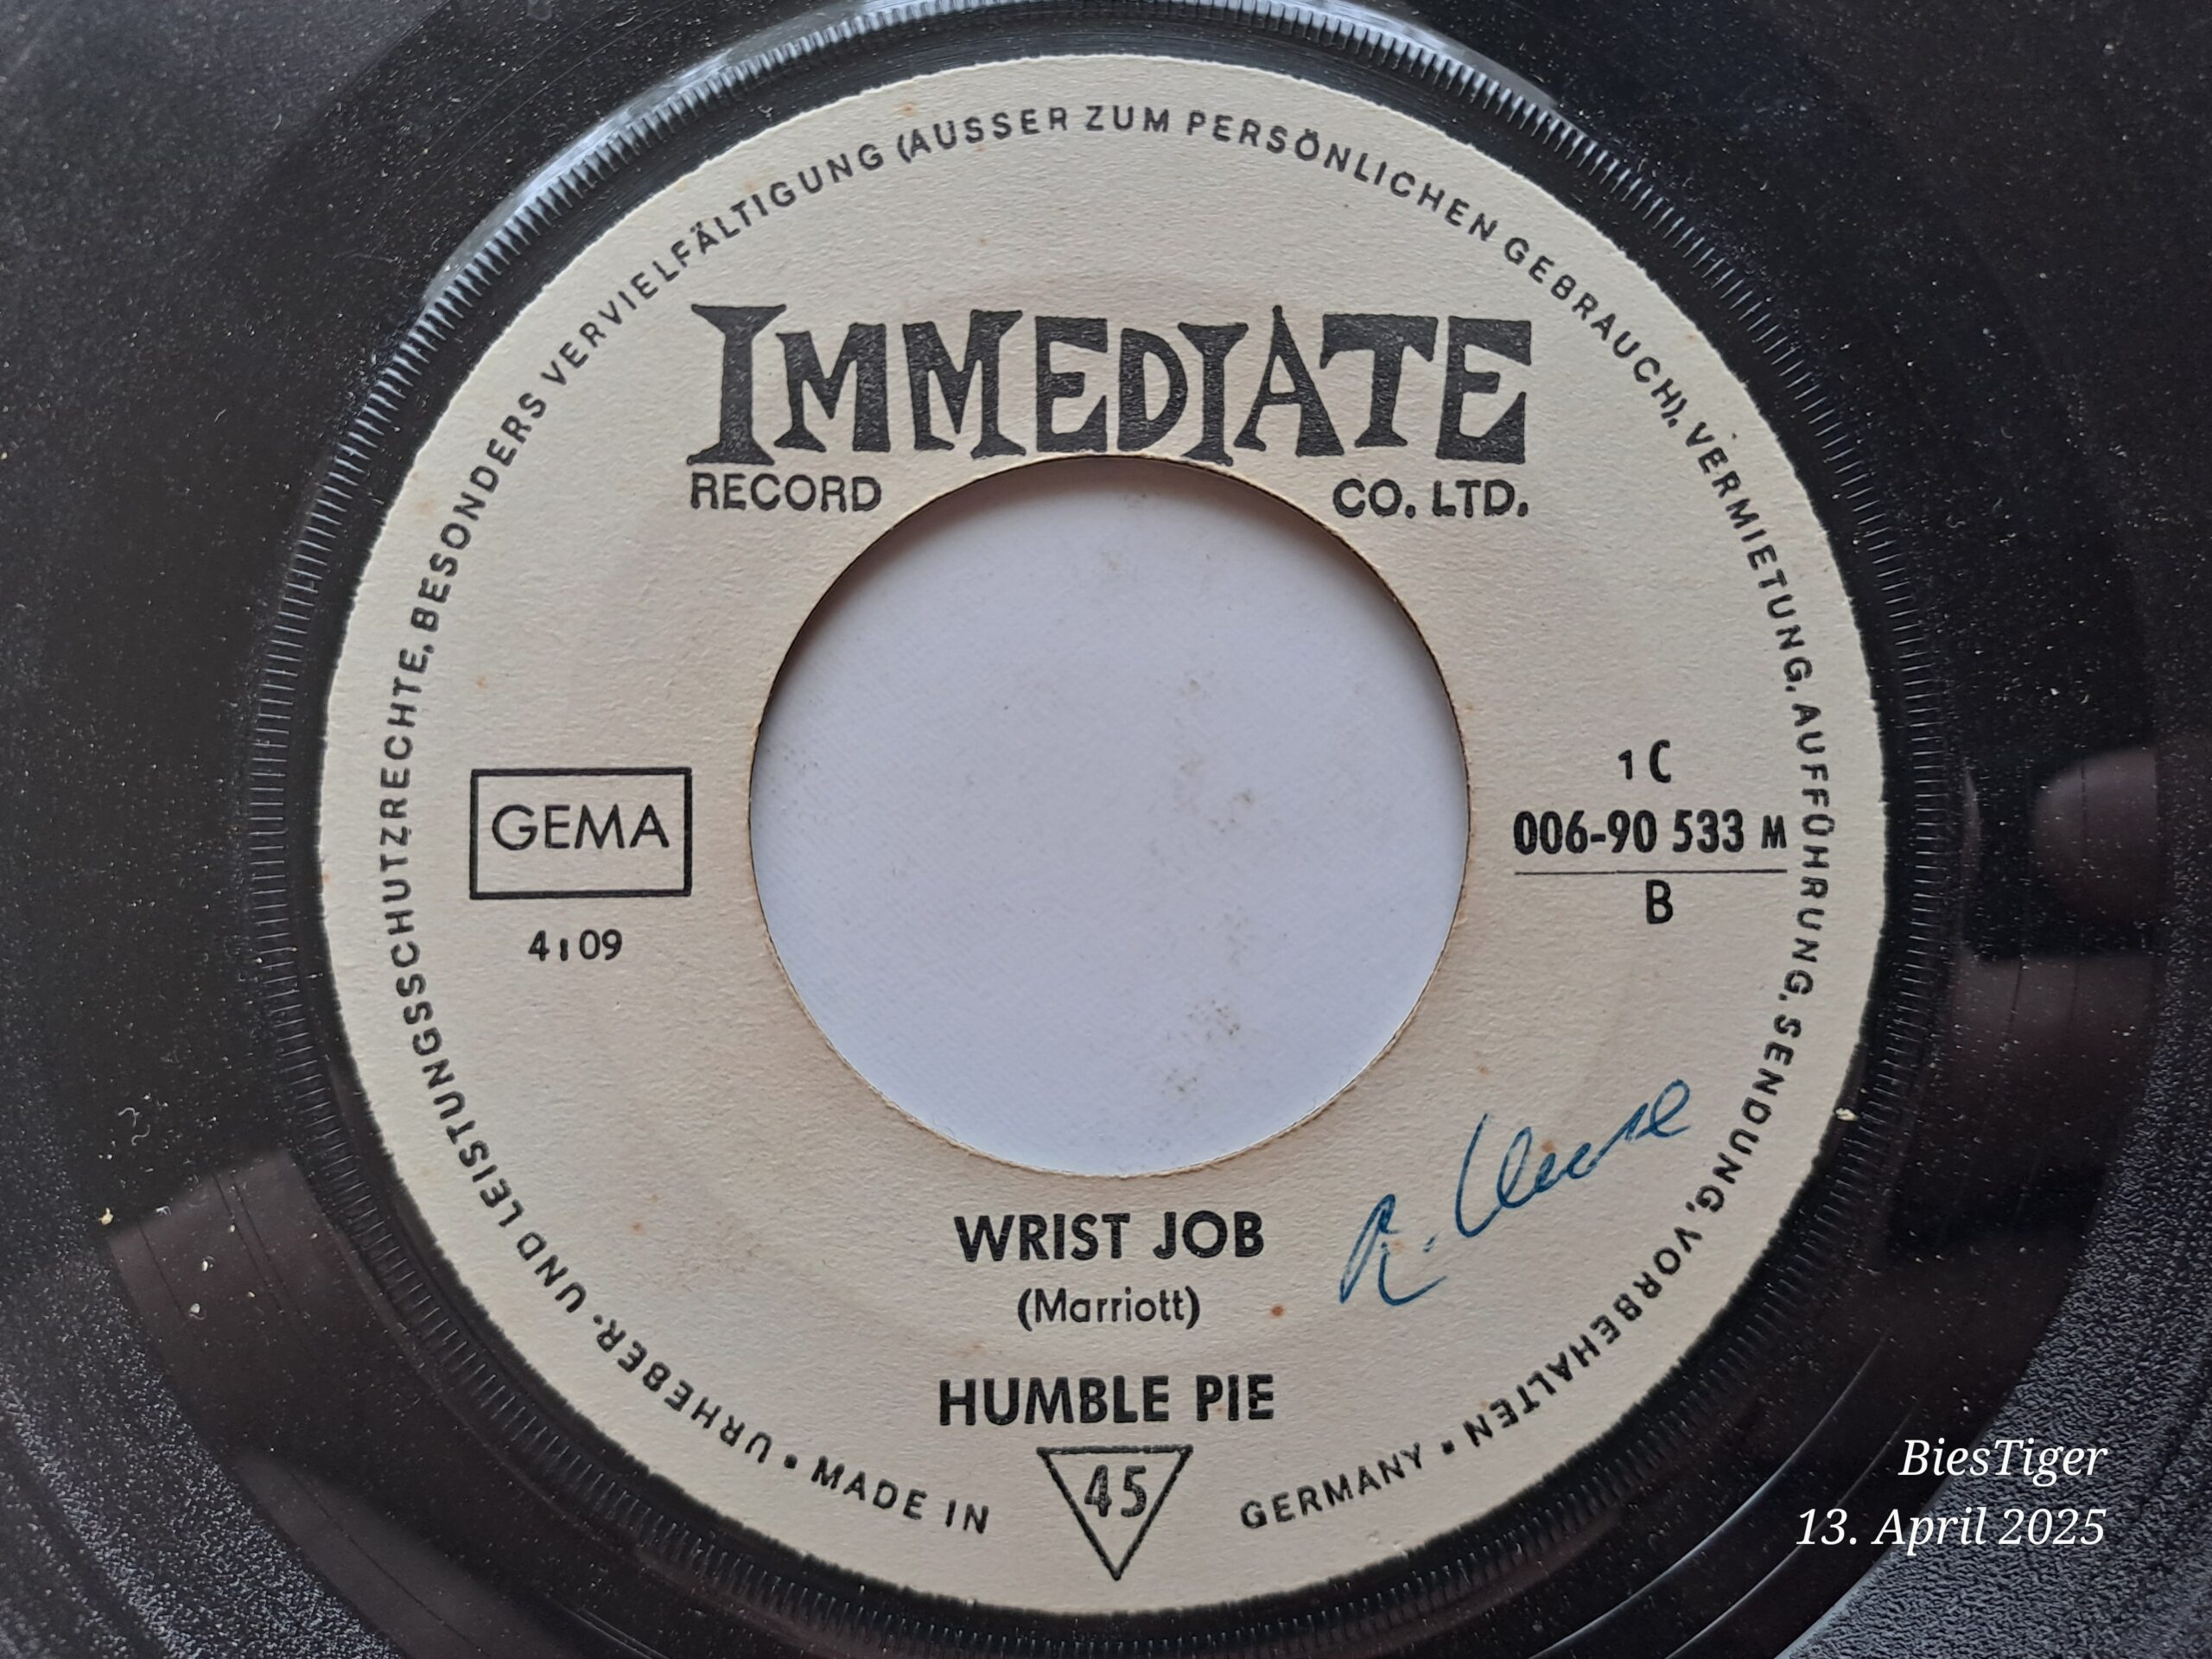 URHEBER- UND LEISTUNGSSCHUTZRECHTE, BESONDERS VERVIELFÄLTIGUNG (AUSSER ZUM PERSÖNLICHEN GEBRAUCH), VERMIETUNG, AUFFÜHRUNG, SENDUNG, VORBEHALTEN •
IMMEDIATE
RECORD CO. LTD.
GEMA
4:09
1 C
006-90 533 M
B
WRIST JOB
(Marriott)
HUMBLE PIE
45
• MADE IN GERMANY
BiesTiger
13. April 2025